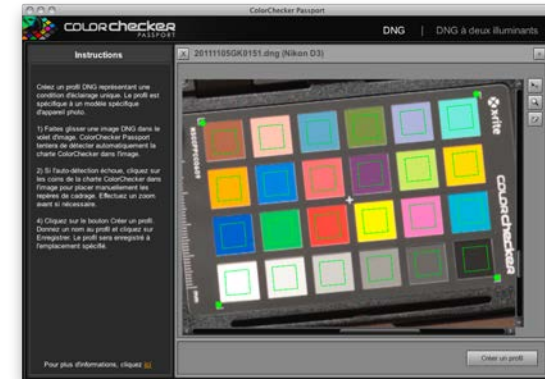 ColorChecker Passport
COLORchecker
PASSPORT
DNG | DNG à deux illuminants
Instructions
20111105GK0151.dng (Nikon D3)
Créez un profil DNG représentant une
condition d'éclairage unique. Le profil est
spécifique à un modèle spécifique
d'appareil photo.
1) Faites glisser une image DNG dans le
volet d'image. ColorChecker Passport
tentera de détecter automatiquement la
charte ColorChecker dans l'image.
2) Si l'auto-détection échoue, cliquez sur
les coins de la charte ColorChecker dans
l'image pour placer manuellement les
repères de cadrage. Effectuez un zoom
avant si nécessaire.
4) Cliquez sur le bouton Créer un profil.
Donnez un nom au profil et cliquez sur
Enregistrer. Le profil sera enregistré à
l'emplacement spécifié.
Pour plus d'informations, cliquez ici
x-rite
COLORchecker
mm
Créer un profil